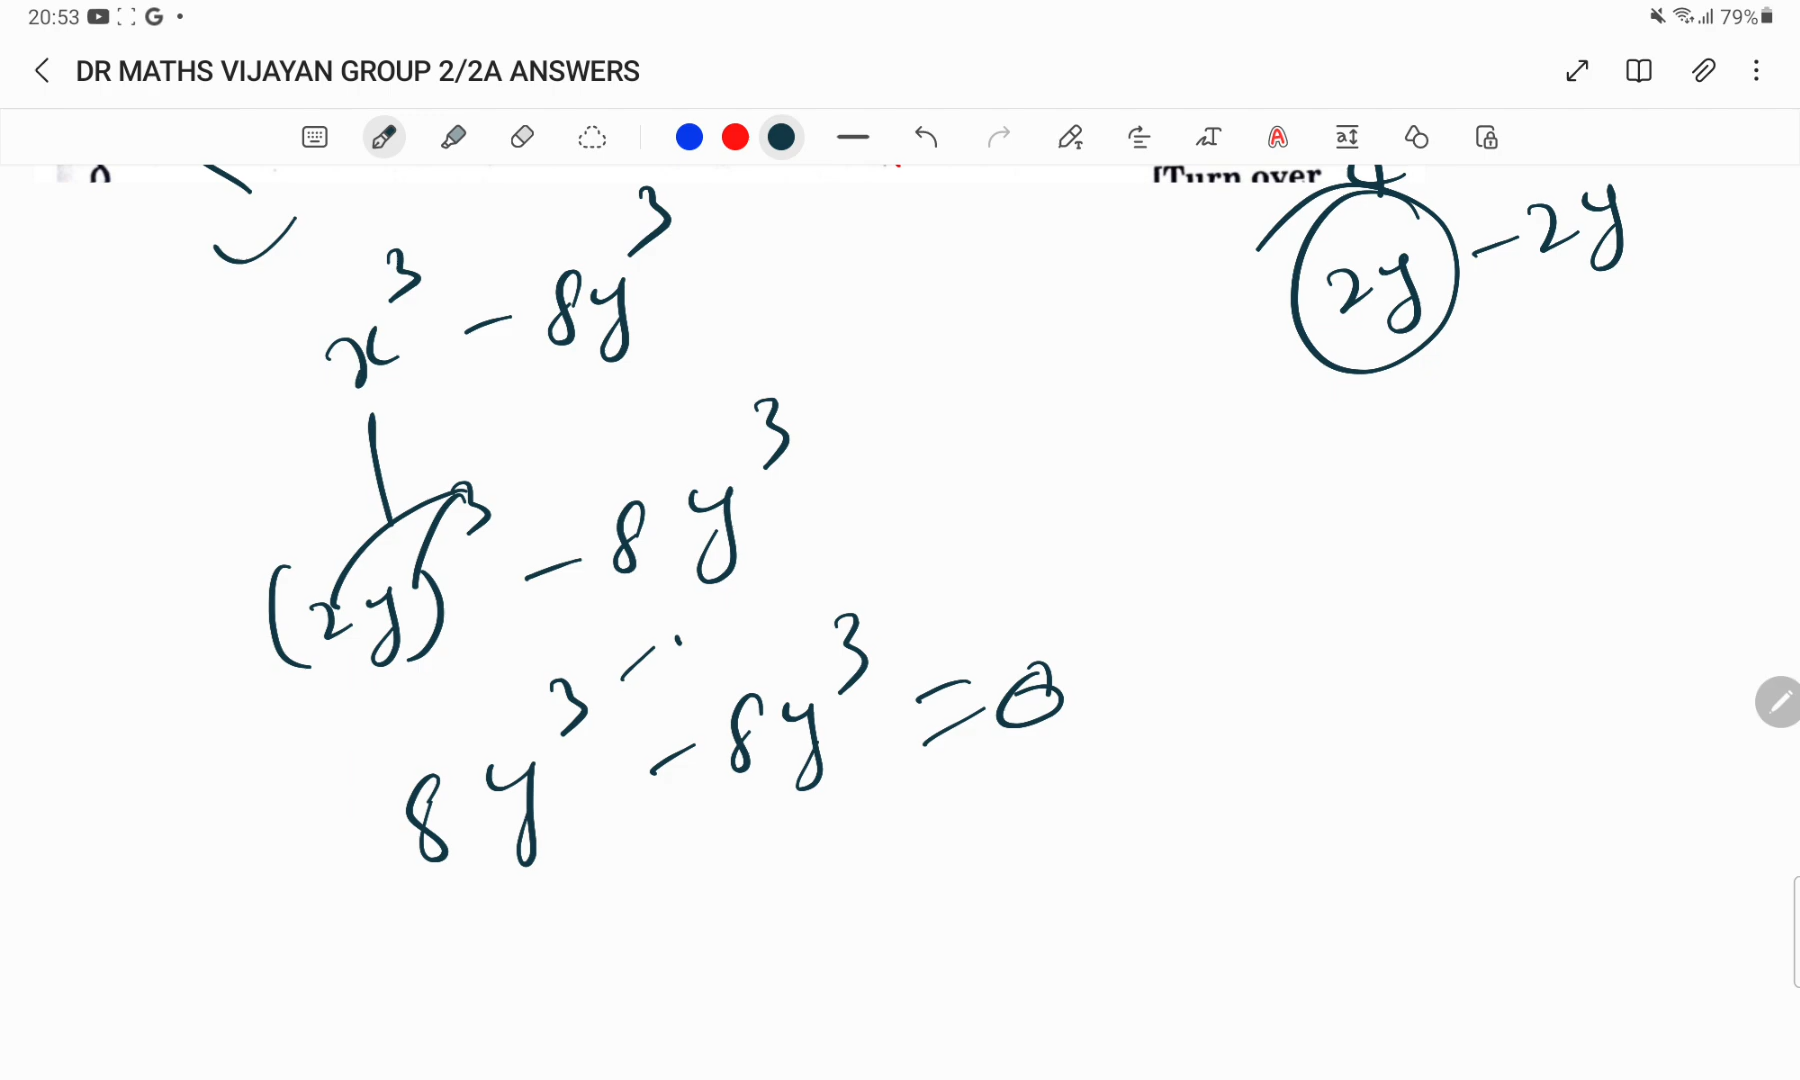 20:53 79%
DR MATHS VIJAYAN GROUP 2/2A ANSWERS
[Turn over
x³ - 8y³
2y - 2y
(2y)³ - 8y³
8y³ - 8y³ = 0